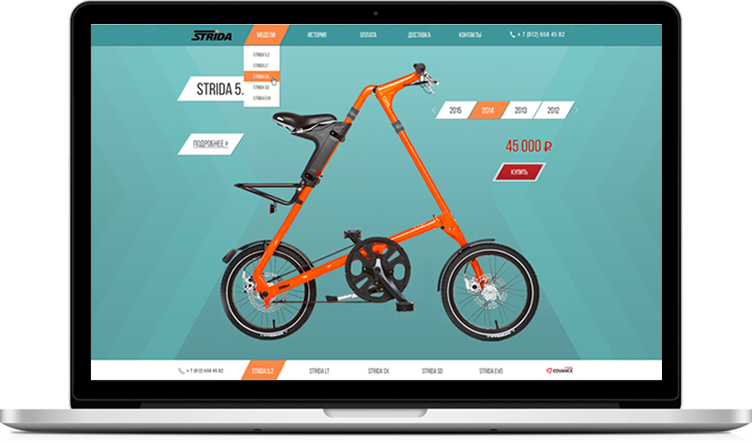 STRIDA МОДЕЛИ ИСТОРИЯ ОПЛАТА ДОСТАВКА КОНТАКТЫ + 7 (812) 658 45 82
STRIDA 5.2
STRIDA LT
STRIDA SX
STRIDA SD
STRIDA EVO
STRIDA 5.
2015 2014 2013 2012
ПОДРОБНЕЕ »
45 000 ₽
КУПИТЬ
+ 7 (812) 658 45 82 STRIDA 5.2 STRIDA LT STRIDA SX STRIDA SD STRIDA EVO